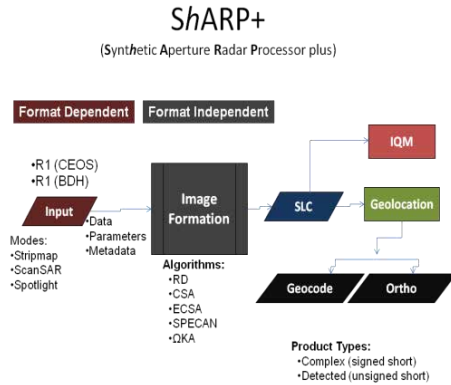 ShARP+
(Synthetic Aperture Radar Processor plus)
Format Dependent
Format Independent
•R1 (CEOS)
•R1 (BDH)
Input
•Data
•Parameters
•Metadata
Modes:
•Stripmap
•ScanSAR
•Spotlight
Image
Formation
Algorithms:
•RD
•CSA
•ECSA
•SPECAN
•ΩKA
SLC
IQM
Geolocation
Geocode
Ortho
Product Types:
•Complex (signed short)
•Detected (unsigned short)